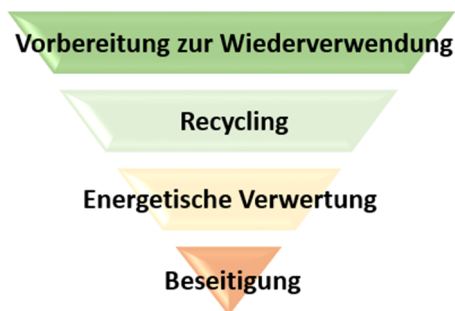 Vorbereitung zur Wiederverwendung
Recycling
Energetische Verwertung
Beseitigung